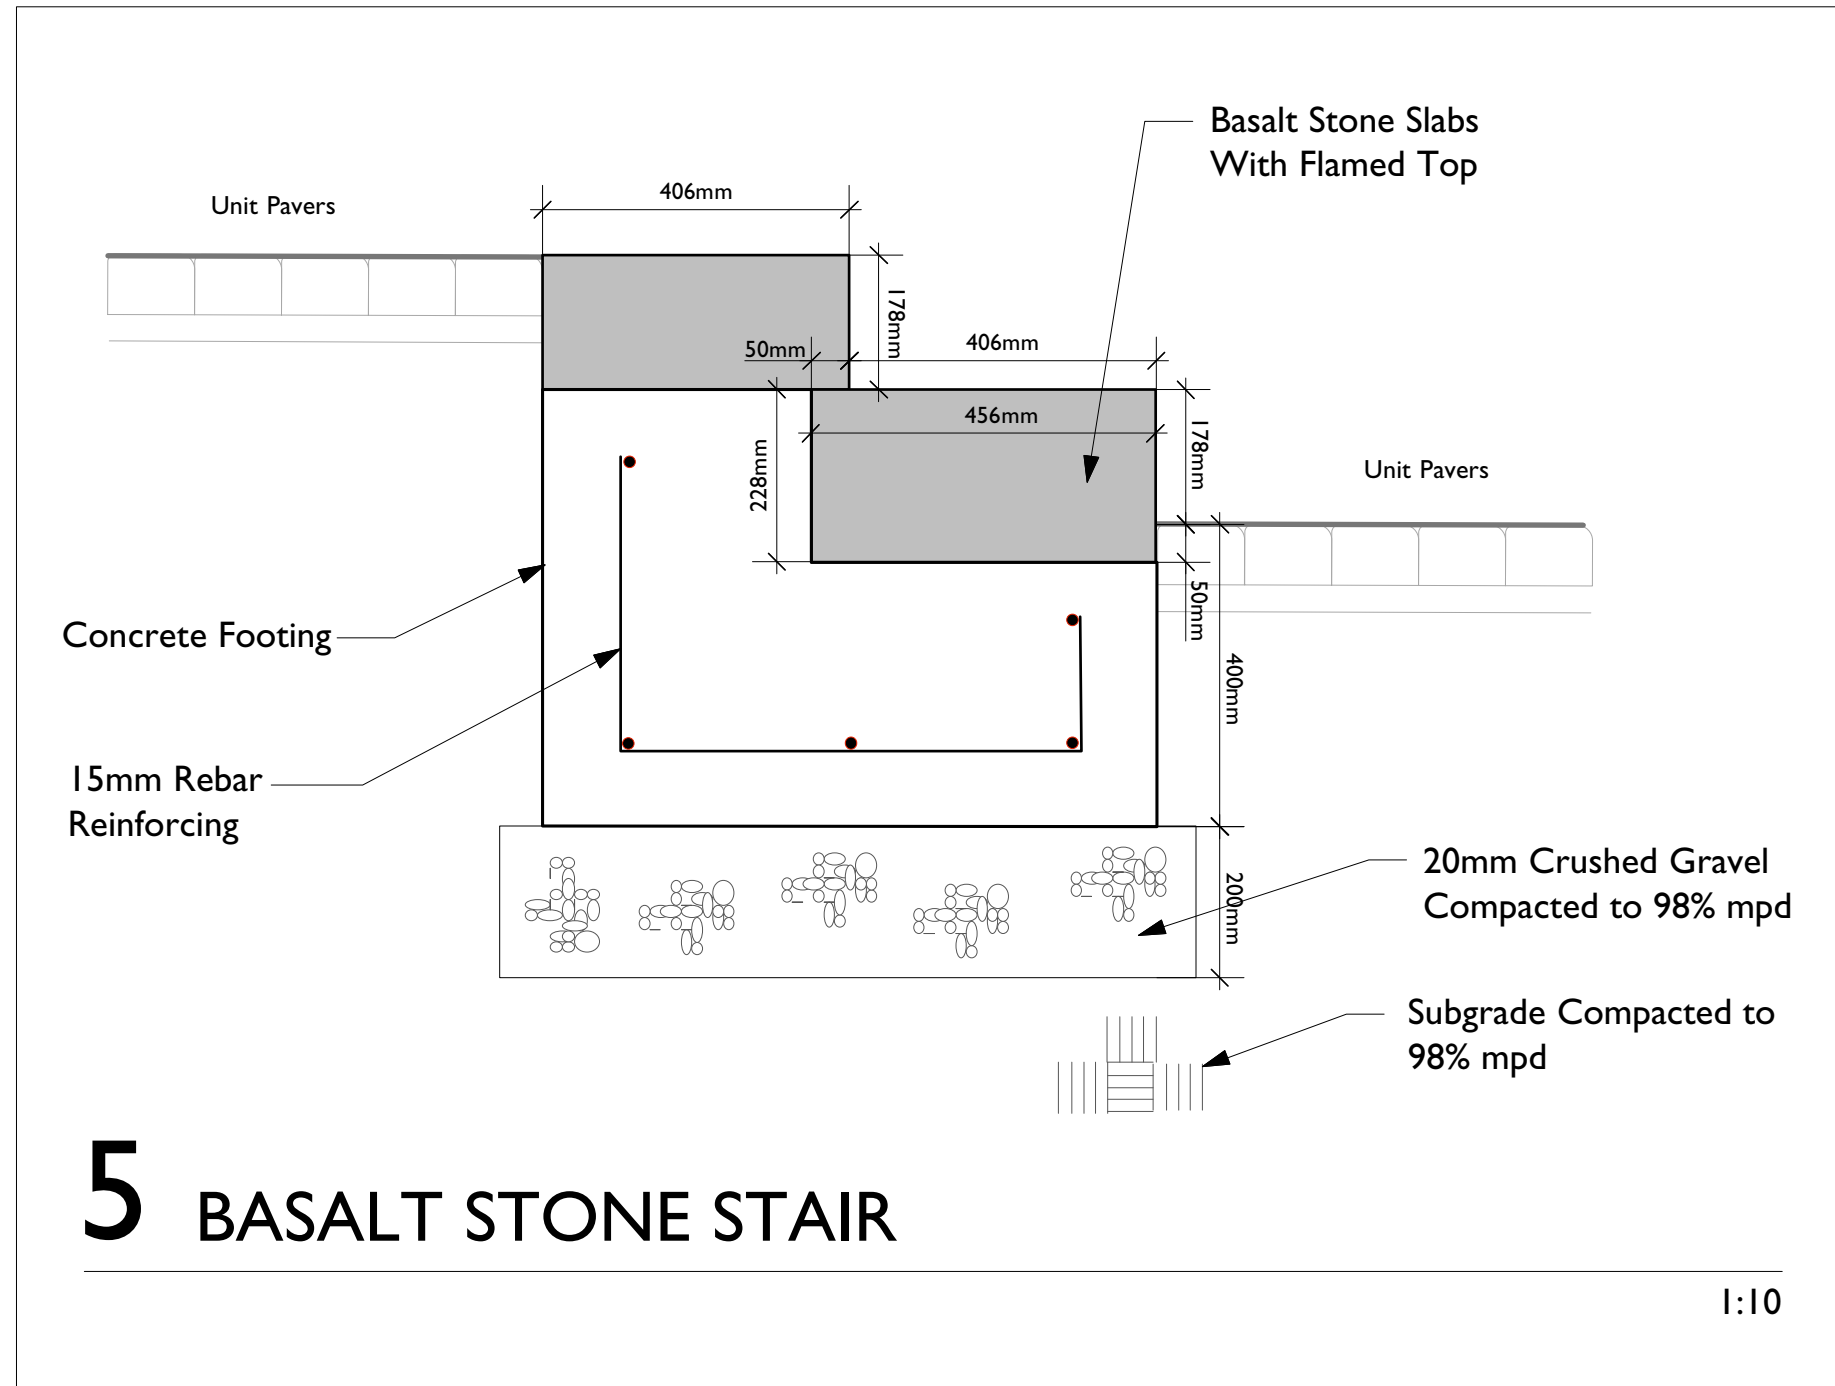 Basalt Stone Slabs
With Flamed Top
406mm
Unit Pavers
178mm
50mm
406mm
456mm
228mm
178mm
Unit Pavers
50mm
Concrete Footing
400mm
15mm Rebar
Reinforcing
20mm Crushed Gravel
Compacted to 98% mpd
200mm
Subgrade Compacted to
98% mpd
5 BASALT STONE STAIR
1:10